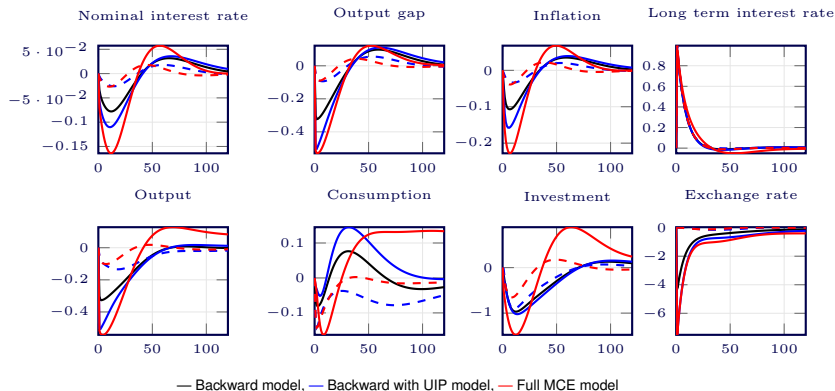 Nominal interest rate
5 · 10−2
0
−5 · 10−2
−0.1
−0.15
0 50 100
Output gap
0
−0.2
−0.4
0 50 100
Inflation
0
−0.1
−0.2
0 50 100
Long term interest rate
0.8
0.6
0.4
0.2
0
0 50 100
Output
0
−0.2
−0.4
0 50 100
Consumption
0.1
0
−0.1
0 50 100
Investment
0
−1
0 50 100
Exchange rate
0
−2
−4
−6
0 50 100
Backward model, Backward with UIP model, Full MCE model